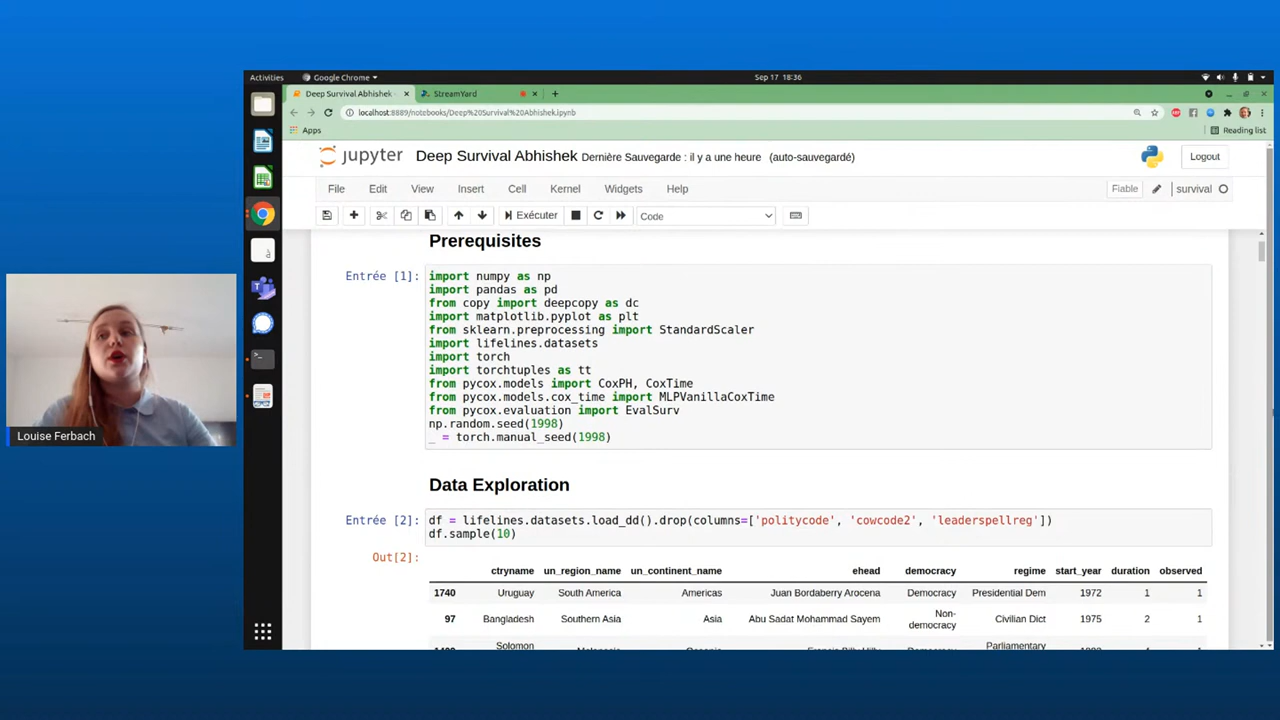 Activities
Google Chrome
Sep 17 18:36
Deep Survival Abhishek -
StreamYard
localhost:8889/notebooks/Deep%20Survival%20Abhishek.ipynb
Apps
Reading list
jupyter
Deep Survival Abhishek
Dernière Sauvegarde : il y a une heure (auto-sauvegardé)
Logout
File Edit View Insert Cell Kernel Widgets Help
Fiable
survival
Exécuter
Code
Prerequisites
Entrée [1]:
import numpy as np
import pandas as pd
from copy import deepcopy as dc
import matplotlib.pyplot as plt
from sklearn.preprocessing import StandardScaler
import lifelines.datasets
import torch
import torchtuples as tt
from pycox.models import CoxPH, CoxTime
from pycox.models.cox_time import MLPVanillaCoxTime
from pycox.evaluation import EvalSurv
np.random.seed(1998)
_ = torch.manual_seed(1998)
Louise Ferbach
Data Exploration
Entrée [2]:
df = lifelines.datasets.load_dd().drop(columns=['politycode', 'cowcode2', 'leaderspellreg'])
df.sample(10)
Out[2]:
ctryname un_region_name un_continent_name ehead democracy regime start_year duration observed
1740 Uruguay South America Americas Juan Bordaberry Arocena Democracy Presidential Dem 1972 1 1
97 Bangladesh Southern Asia Asia Abu Sadat Mohammad Sayem Non-democracy Civilian Dict 1975 2 1
Solomon
Parliamentary